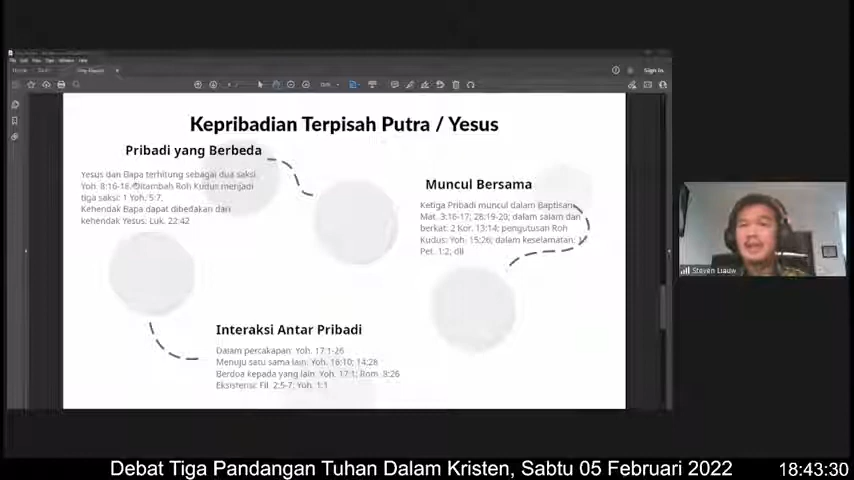 Sign In
Kepribadian Terpisah Putra / Yesus
Pribadi yang Berbeda
Yesus dan Bapa terhitung sebagai dua saksi
Yoh. 8:16-18. Ditambah Roh Kudus menjadi
tiga saksi: 1 Yoh. 5:7.
Kehendak Bapa dapat dibedakan dari
kehendak Yesus: Luk. 22:42
Muncul Bersama
Ketiga Pribadi muncul dalam Baptisan
Mat. 3:16-17; 28:19-20; dalam salam dan
berkat: 2 Kor. 13:14; pengutusan Roh
Kudus: Yoh. 15:26; dalam keselamatan: 1
Pet. 1:2; dll
Interaksi Antar Pribadi
Dalam percakapan: Yoh. 17:1-26
Menuju satu sama lain: Yoh. 16:10; 14:28
Berdoa kepada yang lain: Yoh. 17:1; Rom. 8:26
Eksistensi: Fil. 2:5-7; Yoh. 1:1
Steven Liauw
Debat Tiga Pandangan Tuhan Dalam Kristen, Sabtu 05 Februari 2022
18:43:30